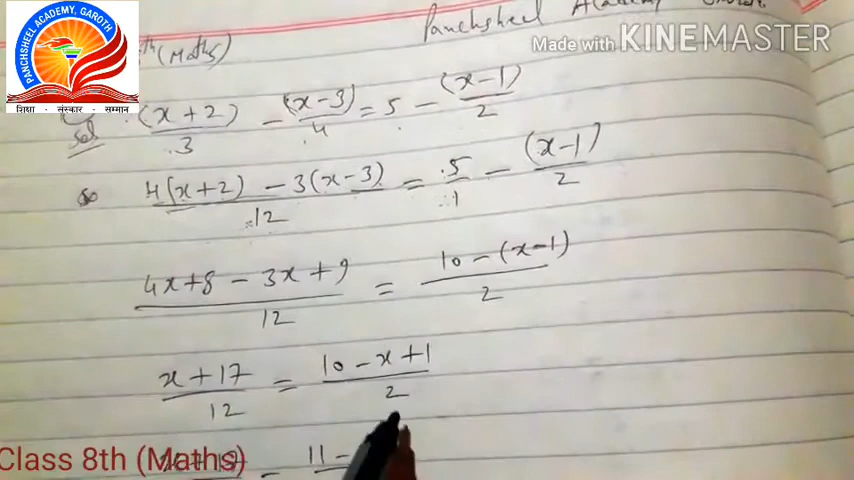 PANCHSHEEL ACADEMY, GAROTH
शिक्षा · संस्कार · सम्मान
th (Maths)
Panchsheel Academy
Made with KINEMASTER
Sol (x+2)/3 - (x-3)/4 = 5 - (x-1)/2
(4(x+2) - 3(x-3))/12 = 5/1 - (x-1)/2
(4x+8-3x+9)/12 = (10-(x-1))/2
(x+17)/12 = (10-x+1)/2
11 -
Class 8th (Maths)